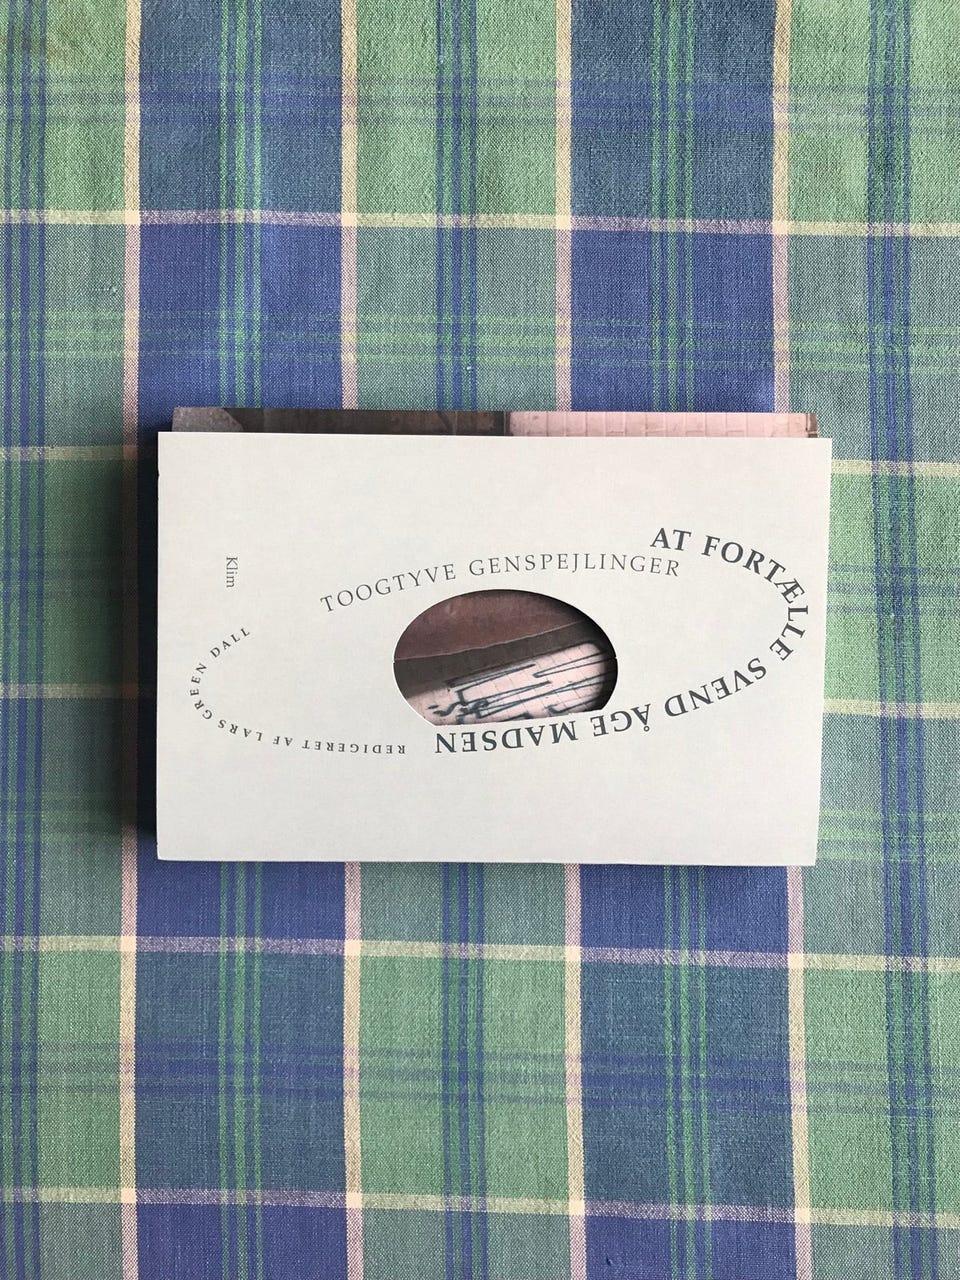 AT FORTÆLLE SVEND ÅGE MADSEN
TOOGTYVE GENSPEJLINGER
REDIGERET AF LARS GREEN DALL
Klim